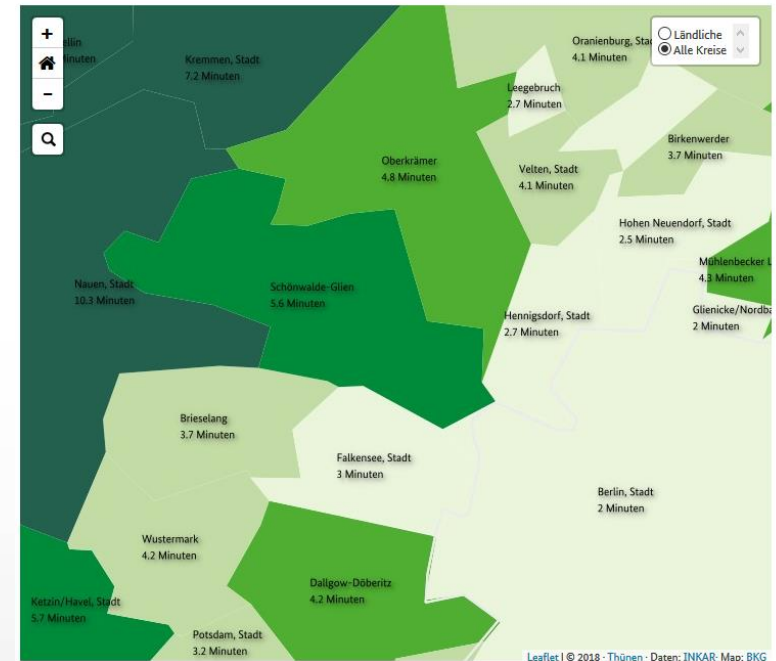 +
−
Kremmen, Stadt
7.2 Minuten
Oranienburg, Stad
4.1 Minuten
Ländliche
Alle Kreise
Leegebruch
2.7 Minuten
Oberkrämer
4.8 Minuten
Velten, Stadt
4.1 Minuten
Birkenwerder
3.7 Minuten
Hohen Neuendorf, Stadt
2.5 Minuten
Mühlenbecker L
4.3 Minuten
Nauen, Stadt
10.3 Minuten
Schönwalde-Glien
5.6 Minuten
Hennigsdorf, Stadt
2.7 Minuten
Glienicke/Nordba
2 Minuten
Brieselang
3.7 Minuten
Falkensee, Stadt
3 Minuten
Berlin, Stadt
2 Minuten
Wustermark
4.2 Minuten
Dallgow-Döberitz
4.2 Minuten
Ketzin/Havel, Stadt
5.7 Minuten
Potsdam, Stadt
3.2 Minuten
Leaflet | © 2018 · Thünen · Daten: INKAR· Map: BKG